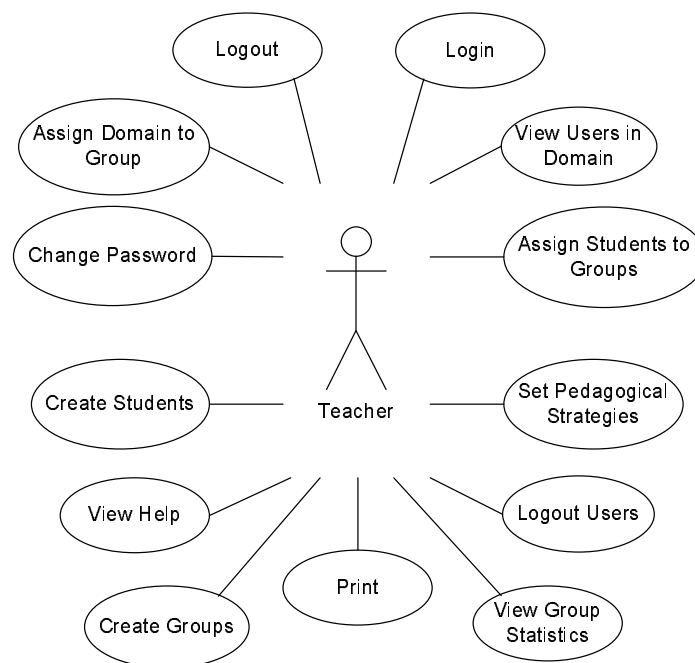 Logout
Login
Assign Domain to
Group
View Users in
Domain
Change Password
Assign Students to
Groups
Create Students
Teacher
Set Pedagogical
Strategies
View Help
Logout Users
Print
Create Groups
View Group
Statistics